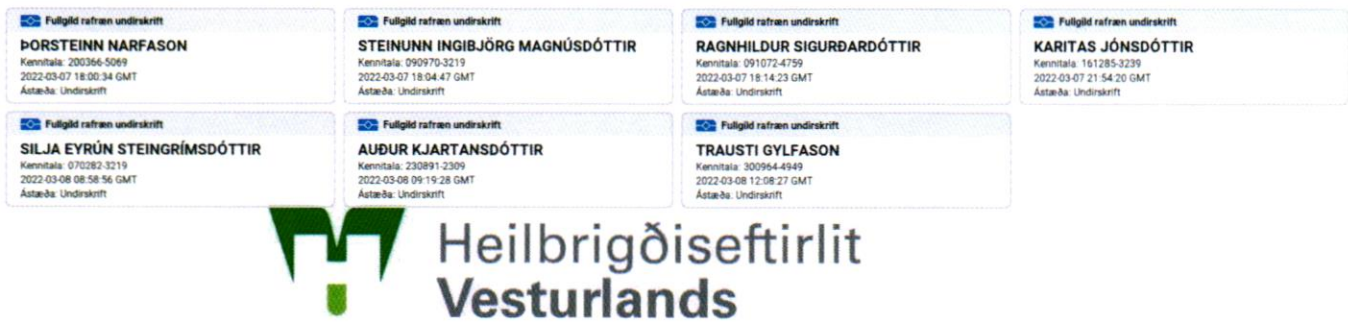 Fullgild rafræn undirskrift
ÞORSTEINN NARFASON
Kennitala: 200366-5069
2022-03-07 18:00:34 GMT
Ástæða: Undirskrift
Fullgild rafræn undirskrift
STEINUNN INGIBJÖRG MAGNÚSDÓTTIR
Kennitala: 090970-3219
2022-03-07 18:04:47 GMT
Ástæða: Undirskrift
Fullgild rafræn undirskrift
RAGNHILDUR SIGURÐARDÓTTIR
Kennitala: 091072-4759
2022-03-07 18:14:23 GMT
Ástæða: Undirskrift
Fullgild rafræn undirskrift
KARITAS JÓNSDÓTTIR
Kennitala: 161285-3239
2022-03-07 21:54:20 GMT
Ástæða: Undirskrift
Fullgild rafræn undirskrift
SILJA EYRÚN STEINGRÍMSDÓTTIR
Kennitala: 070282-3219
2022-03-08 08:58:56 GMT
Ástæða: Undirskrift
Fullgild rafræn undirskrift
AUÐUR KJARTANSDÓTTIR
Kennitala: 230891-2309
2022-03-08 09:19:28 GMT
Ástæða: Undirskrift
Fullgild rafræn undirskrift
TRAUSTI GYLFASON
Kennitala: 300964-4949
2022-03-08 12:08:27 GMT
Ástæða: Undirskrift
Heilbrigðiseftirlit
Vesturlands